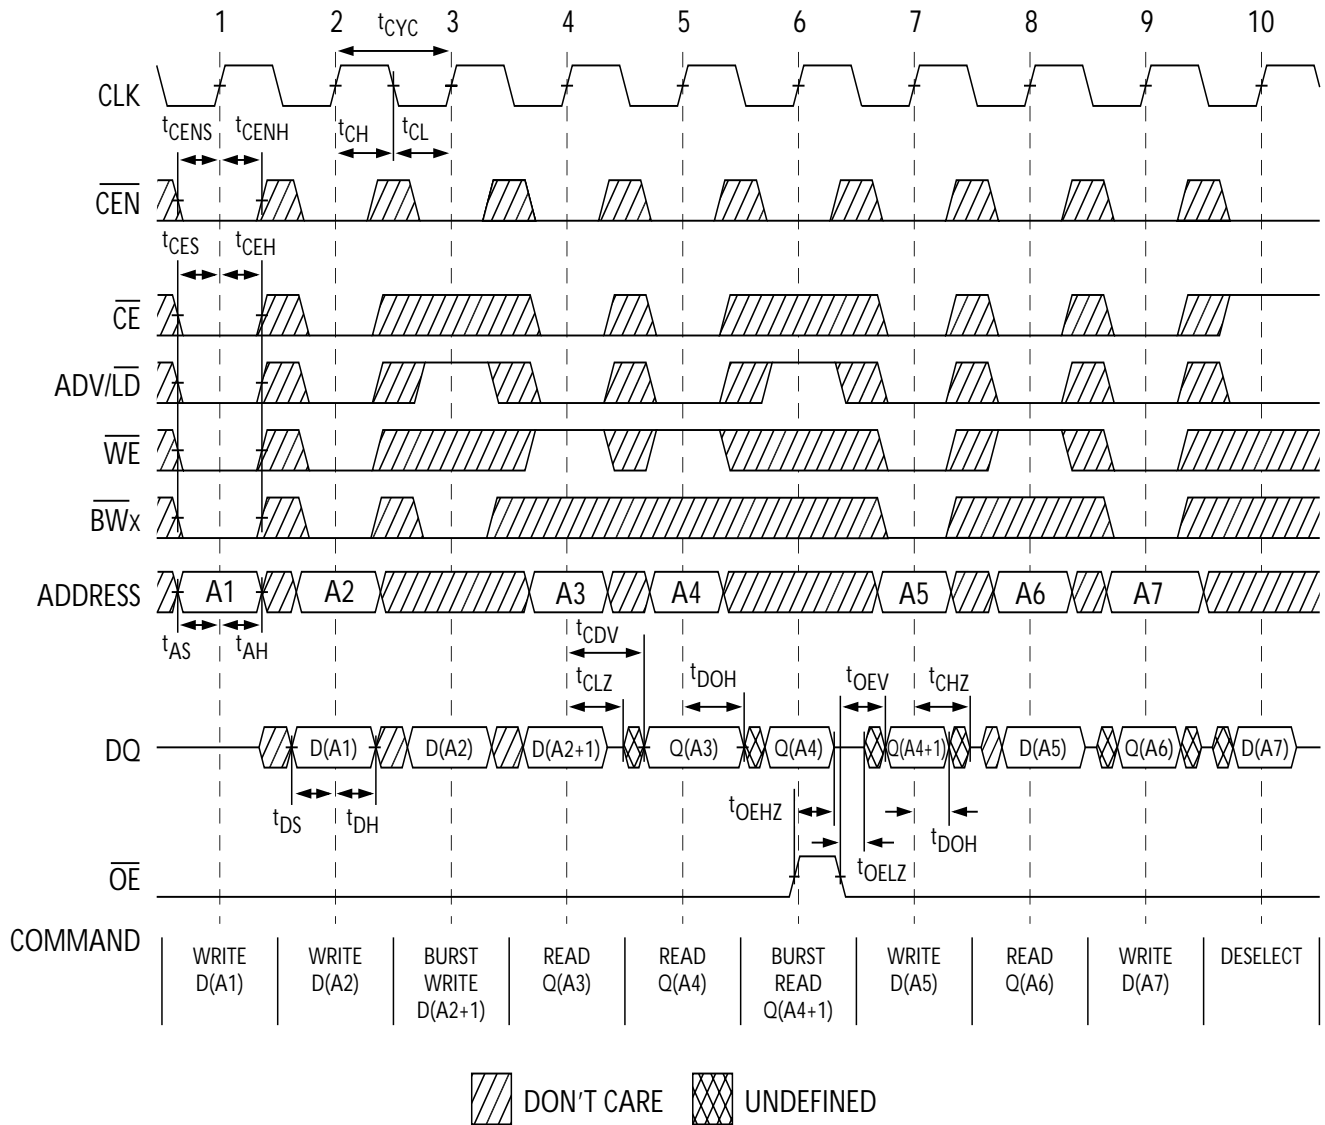 1 2 3 4 5 6 7 8 9 10
tCYC
CLK
tCENS tCENH tCH tCL
CEN
tCES tCEH
CE
ADV/LD
WE
BWx
ADDRESS A1 A2 A3 A4 A5 A6 A7
tAS tAH tCDV
tCLZ tDOH tOEV tCHZ
DQ D(A1) D(A2) D(A2+1) Q(A3) Q(A4) Q(A4+1) D(A5) Q(A6) D(A7)
tDS tDH tOEHZ tDOH
tOELZ
OE
COMMAND
WRITE
D(A1)
WRITE
D(A2)
BURST
WRITE
D(A2+1)
READ
Q(A3)
READ
Q(A4)
BURST
READ
Q(A4+1)
WRITE
D(A5)
READ
Q(A6)
WRITE
D(A7)
DESELECT
DON'T CARE UNDEFINED